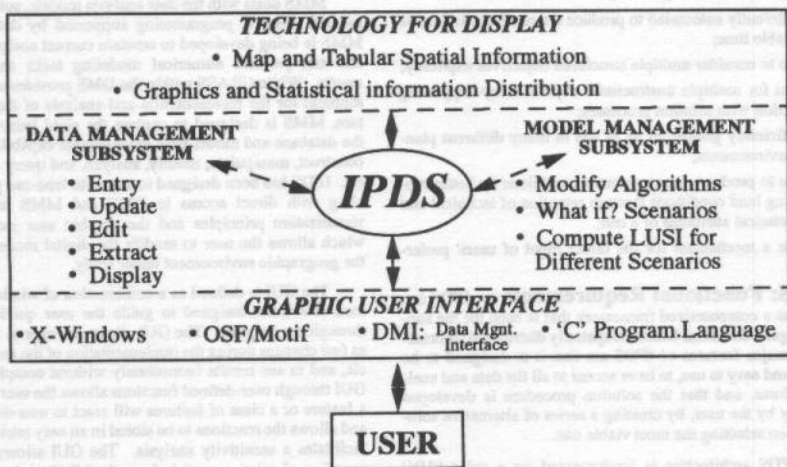 TECHNOLOGY FOR DISPLAY
• Map and Tabular Spatial Information
• Graphics and Statistical information Distribution
DATA MANAGEMENT
SUBSYSTEM
• Entry
• Update
• Edit
• Extract
• Display
IPDS
MODEL MANAGEMENT
SUBSYSTEM
• Modify Algorithms
• What if? Scenarios
• Compute LUSI for
Different Scenarios
GRAPHIC USER INTERFACE
• X-Windows • OSF/Motif • DMI: Data Mgnt. • 'C' Program.Language
Interface
USER